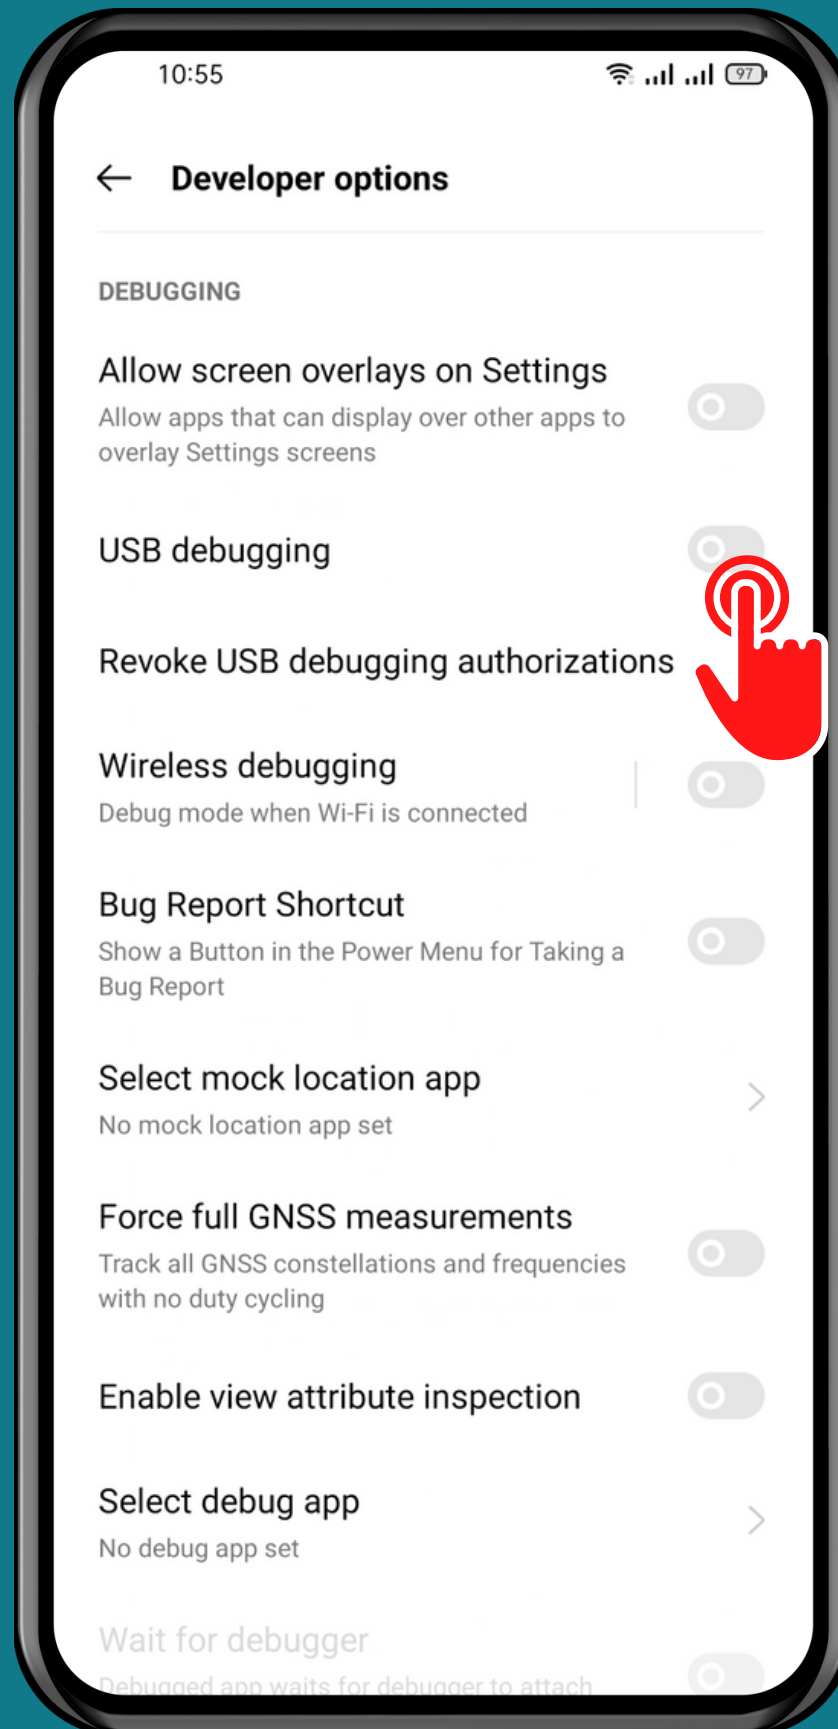 10:55
97
Developer options
DEBUGGING
Allow screen overlays on Settings
Allow apps that can display over other apps to
overlay Settings screens
USB debugging
Revoke USB debugging authorizations
Wireless debugging
Debug mode when Wi-Fi is connected
Bug Report Shortcut
Show a Button in the Power Menu for Taking a
Bug Report
Select mock location app
No mock location app set
Force full GNSS measurements
Track all GNSS constellations and frequencies
with no duty cycling
Enable view attribute inspection
Select debug app
No debug app set
Wait for debugger
Debugged app waits for debugger to attach